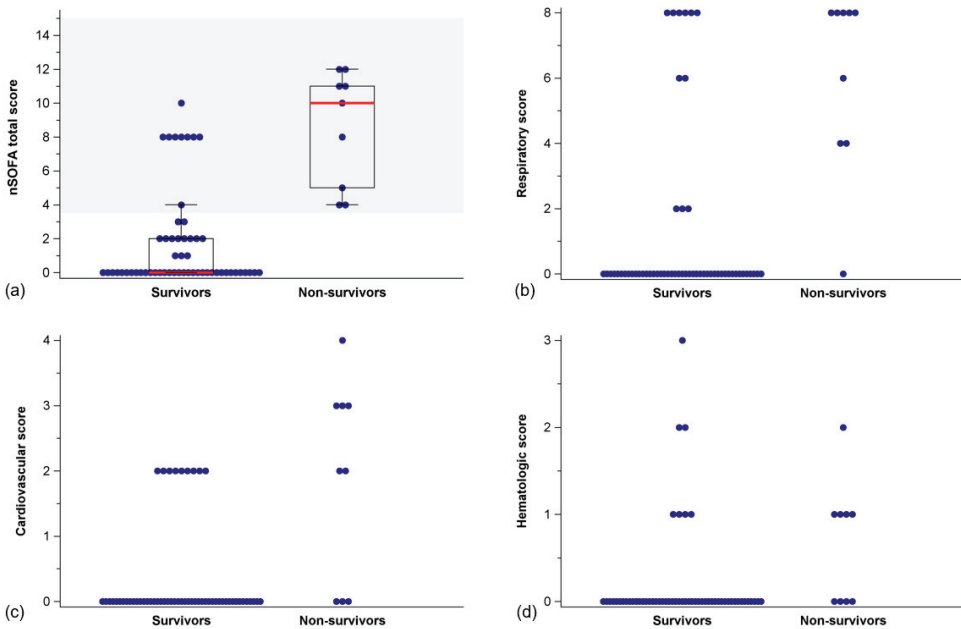 nSOFA total score
14
12
10
8
6
4
2
0
Survivors
Non-survivors
(a)
Respiratory score
8
6
4
2
0
Survivors
Non-survivors
(b)
Cardiovascular score
4
3
2
1
0
Survivors
Non-survivors
(c)
Hematologic score
3
2
1
0
Survivors
Non-survivors
(d)